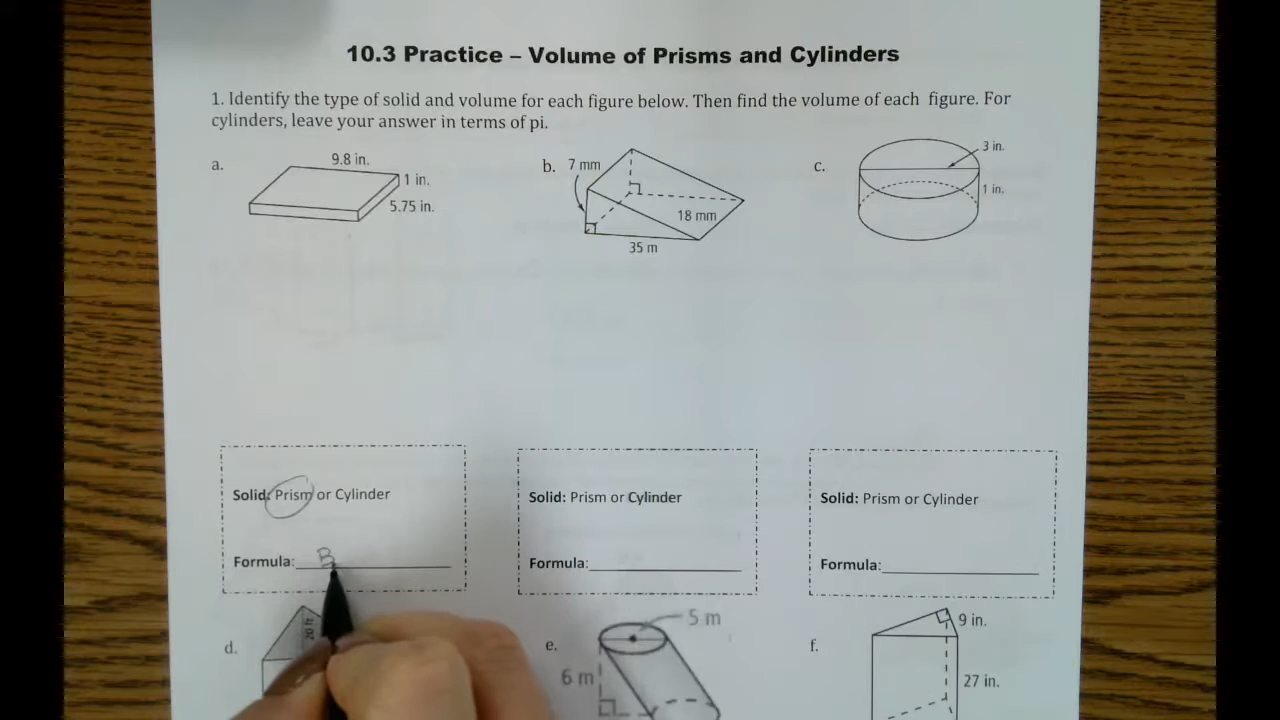 10.3 Practice – Volume of Prisms and Cylinders
1. Identify the type of solid and volume for each figure below. Then find the volume of each figure. For
cylinders, leave your answer in terms of pi.
a. 9.8 in. 1 in. 5.75 in.
b. 7 mm 18 mm 35 m
c. 3 in. 1 in.
Solid: Prism or Cylinder
Formula: B
Solid: Prism or Cylinder
Formula:
Solid: Prism or Cylinder
Formula:
d. 20 ft
e. 5 m 6 m
f. 9 in. 27 in.